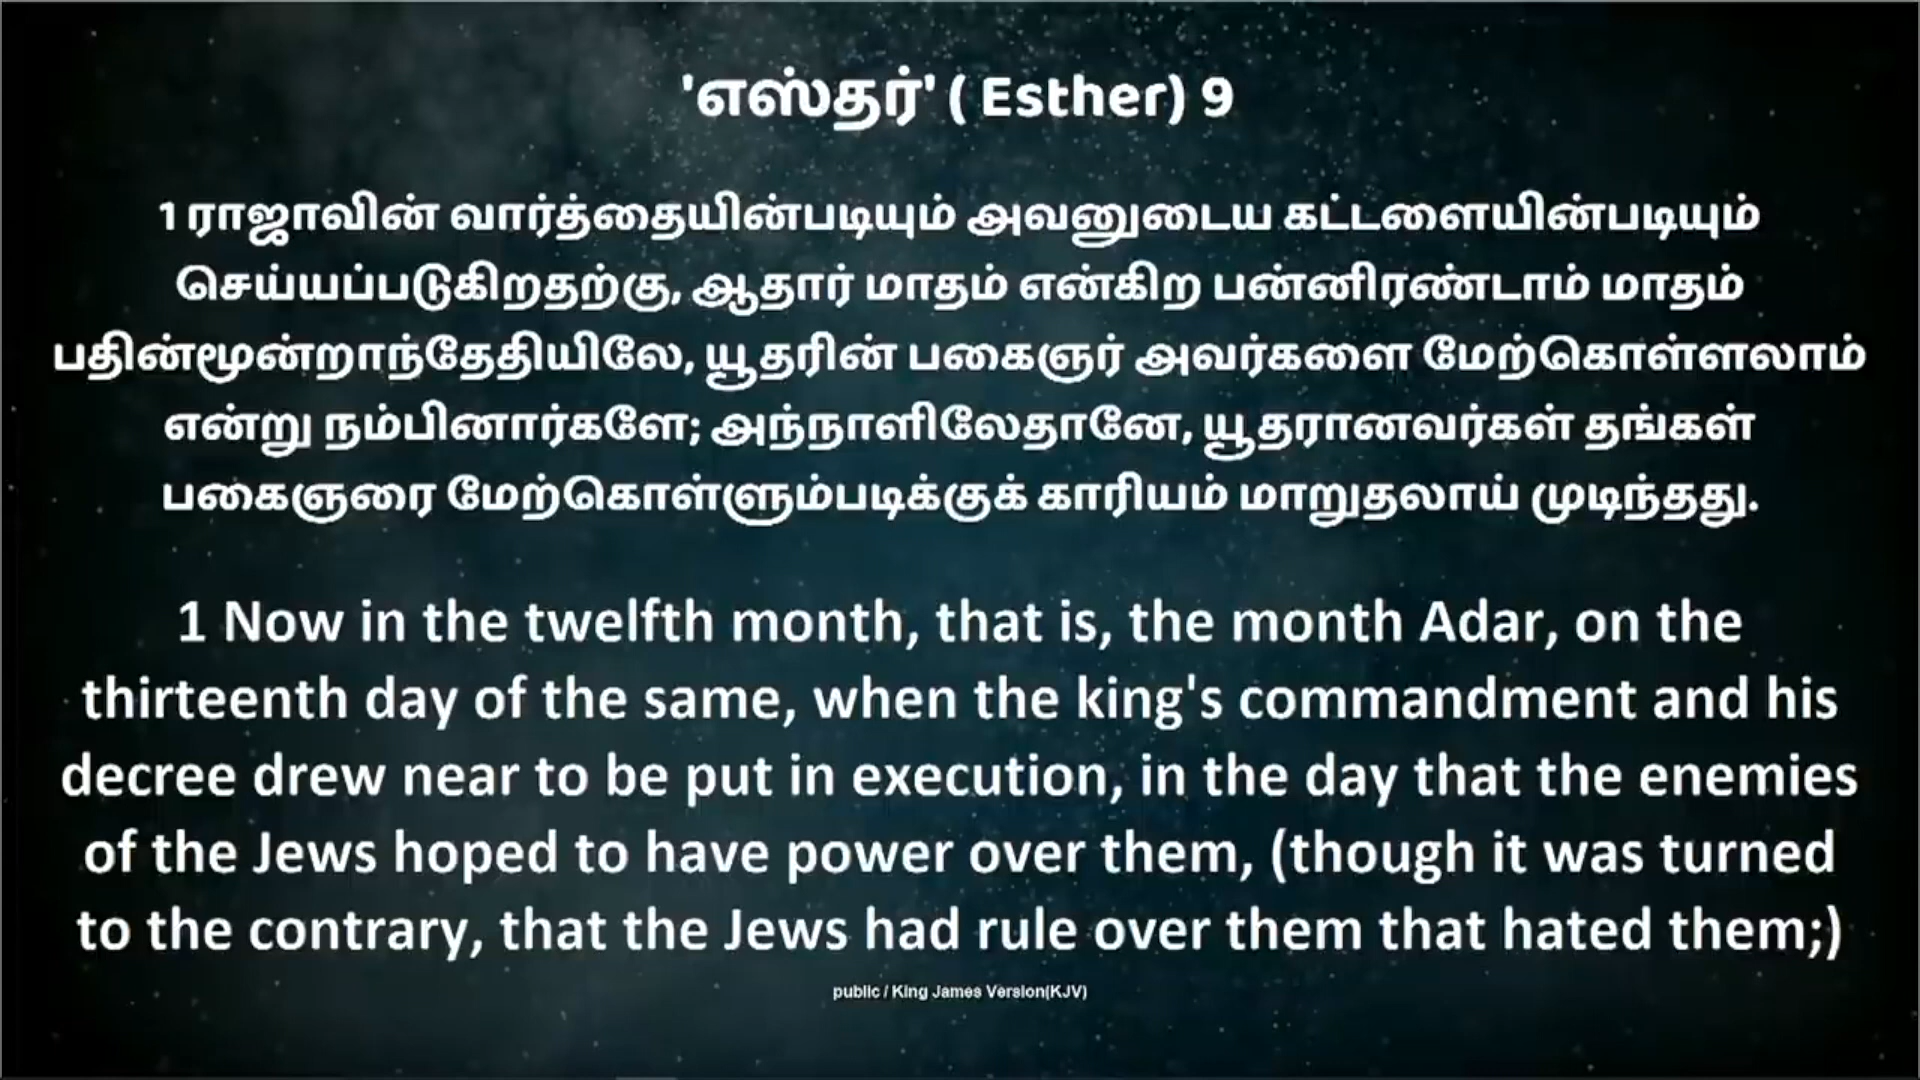 'எஸ்தர்' ( Esther) 9
1 ராஜாவின் வார்த்தையின்படியும் அவனுடைய கட்டளையின்படியும்
செய்யப்படுகிறதற்கு, ஆதார் மாதம் என்கிற பன்னிரண்டாம் மாதம்
பதின்மூன்றாந்தேதியிலே, யூதரின் பகைஞர் அவர்களை மேற்கொள்ளலாம்
என்று நம்பினார்களே; அந்நாளிலேதானே, யூதரானவர்கள் தங்கள்
பகைஞரை மேற்கொள்ளும்படிக்குக் காரியம் மாறுதலாய் முடிந்தது.
1 Now in the twelfth month, that is, the month Adar, on the
thirteenth day of the same, when the king's commandment and his
decree drew near to be put in execution, in the day that the enemies
of the Jews hoped to have power over them, (though it was turned
to the contrary, that the Jews had rule over them that hated them;)
public / King James Version(KJV)